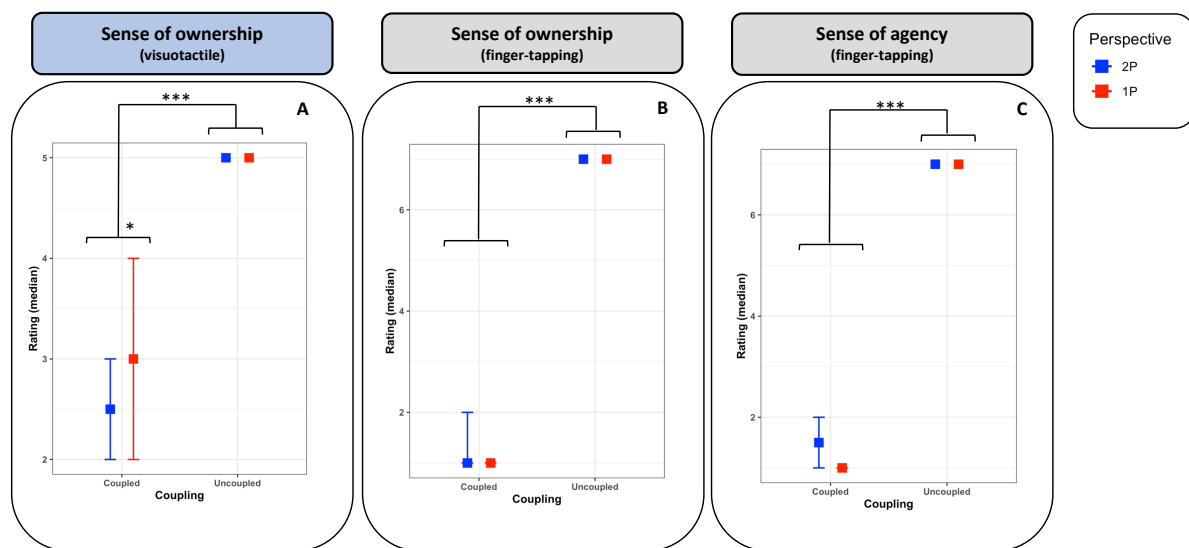 Sense of ownership
(visuotactile)
Sense of ownership
(finger-tapping)
Sense of agency
(finger-tapping)
Perspective
2P
1P
A
***
*
5
4
3
2
Rating (median)
Coupled
Uncoupled
Coupling
B
***
6
4
2
Rating (median)
Coupled
Uncoupled
Coupling
C
***
6
4
2
Rating (median)
Coupled
Uncoupled
Coupling